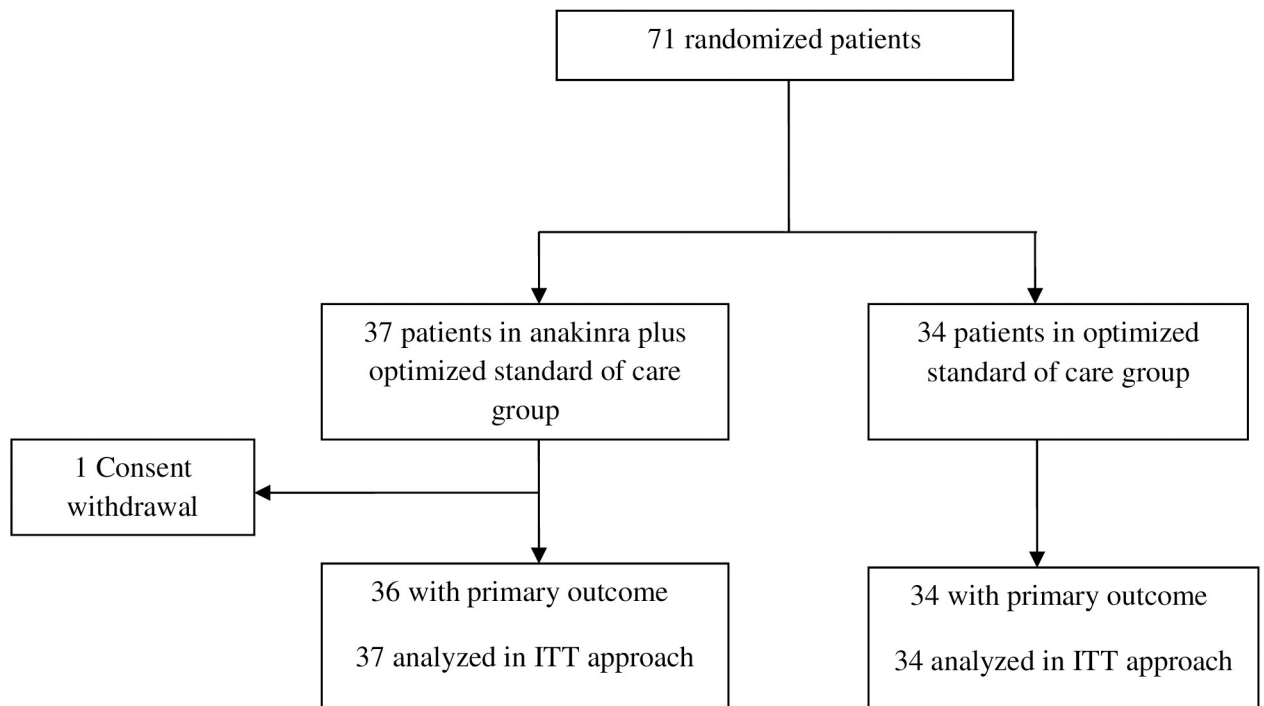 71 randomized patients
37 patients in anakinra plus
optimized standard of care
group
34 patients in optimized
standard of care group
1 Consent
withdrawal
36 with primary outcome
37 analyzed in ITT approach
34 with primary outcome
34 analyzed in ITT approach